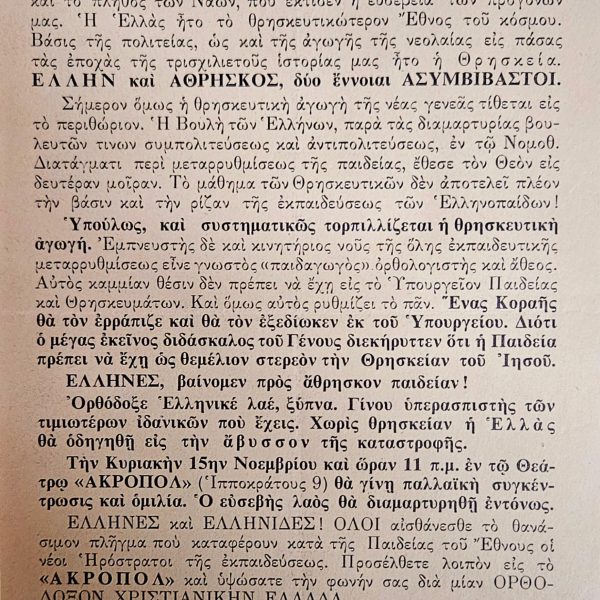 καὶ τὸ πλῆθος τῶν Ναῶν, ποὺ ἔκτισεν ἡ εὐσέβεια τῶν προγόνων
μας. Ἡ Ἑλλὰς ἦτο τὸ θρησκευτικώτερον Ἔθνος τοῦ κόσμου.
Βάσις τῆς πολιτείας, ὡς καὶ τῆς ἀγωγῆς τῆς νεολαίας εἰς πάσας
τὰς ἐποχὰς τῆς τρισχιλιετοῦς ἱστορίας μας ἦτο ἡ Θρησκεία.
ΕΛΛΗΝ καὶ ΑΘΡΗΣΚΟΣ, δύο ἔννοιαι ΑΣΥΜΒΙΒΑΣΤΟΙ.
Σήμερον ὅμως ἡ θρησκευτικὴ ἀγωγὴ τῆς νέας γενεᾶς τίθεται εἰς
τὸ περιθώριον. Ἡ Βουλὴ τῶν Ἑλλήνων, παρὰ τὰς διαμαρτυρίας βου-
λευτῶν τινων συμπολιτεύσεως καὶ ἀντιπολιτεύσεως, ἐν τῷ Νομοθ.
Διατάγματι περὶ μεταρρυθμίσεως τῆς παιδείας, ἔθεσε τὸν Θεὸν εἰς
δευτέραν μοῖραν. Τὸ μάθημα τῶν Θρησκευτικῶν δὲν ἀποτελεῖ πλέον
τὴν βάσιν καὶ τὴν ρίζαν τῆς ἐκπαιδεύσεως τῶν Ἑλληνοπαίδων!
Ὑπούλως, καὶ συστηματικῶς τορπιλλίζεται ἡ θρησκευτικὴ
ἀγωγή. Ἐμπνευστὴς δὲ καὶ κινητήριος νοῦς τῆς ὅλης ἐκπαιδευτικῆς
μεταρρυθμίσεως εἶνε γνωστὸς «παιδαγωγὸς» ὀρθολογιστὴς καὶ ἄθεος.
Αὐτὸς καμμίαν θέσιν δὲν πρέπει νὰ ἔχῃ εἰς τὸ Ὑπουργεῖον Παιδείας
καὶ Θρησκευμάτων. Καὶ ὅμως αὐτὸς ρυθμίζει τὸ πᾶν. Ἕνας Κοραῆς
θὰ τὸν ἐρράπιζε καὶ θὰ τὸν ἐξεδίωκεν ἐκ τοῦ Ὑπουργείου. Διότι
ὁ μέγας ἐκεῖνος διδάσκαλος τοῦ Γένους διεκήρυττεν ὅτι ἡ Παιδεία
πρέπει νὰ ἔχῃ ὡς θεμέλιον στερεὸν τὴν Θρησκείαν τοῦ Ἰησοῦ.
ΕΛΛΗΝΕΣ, βαίνομεν πρὸς ἄθρησκον παιδείαν!
Ὀρθόδοξε Ἑλληνικέ λαέ, ξύπνα. Γίνου ὑπερασπιστὴς τῶν
τιμιωτέρων ἰδανικῶν ποὺ ἔχεις. Χωρὶς θρησκείαν ἡ Ἑλλὰς
θὰ ὁδηγηθῇ εἰς τὴν ἄβυσσον τῆς καταστροφῆς.
Τὴν Κυριακὴν 15ην Νοεμβρίου καὶ ὥραν 11 π.μ. ἐν τῷ Θεά-
τρῳ «ΑΚΡΟΠΟΛ» (Ἱπποκράτους 9) θὰ γίνῃ παλλαϊκὴ συγκέν-
τρωσις καὶ ὁμιλία. Ὁ εὐσεβὴς λαὸς θὰ διαμαρτυρηθῇ ἐντόνως.
ΕΛΛΗΝΕΣ καὶ ΕΛΛΗΝΙΔΕΣ! ΟΛΟΙ αἰσθάνεσθε τὸ θανά-
σιμον πλῆγμα ποὺ καταφέρουν κατὰ τῆς Παιδείας τοῦ Ἔθνους οἱ
νέοι Ἡρόστρατοι τῆς ἐκπαιδεύσεως. Προσέλθετε λοιπὸν εἰς τὸ
«ΑΚΡΟΠΟΛ» καὶ ὑψώσατε τὴν φωνήν σας διὰ μίαν ΟΡΘΟ-
ΔΟΞΟΝ ΧΡΙΣΤΙΑΝΙΚΗΝ ΕΛΛΑΔΑ